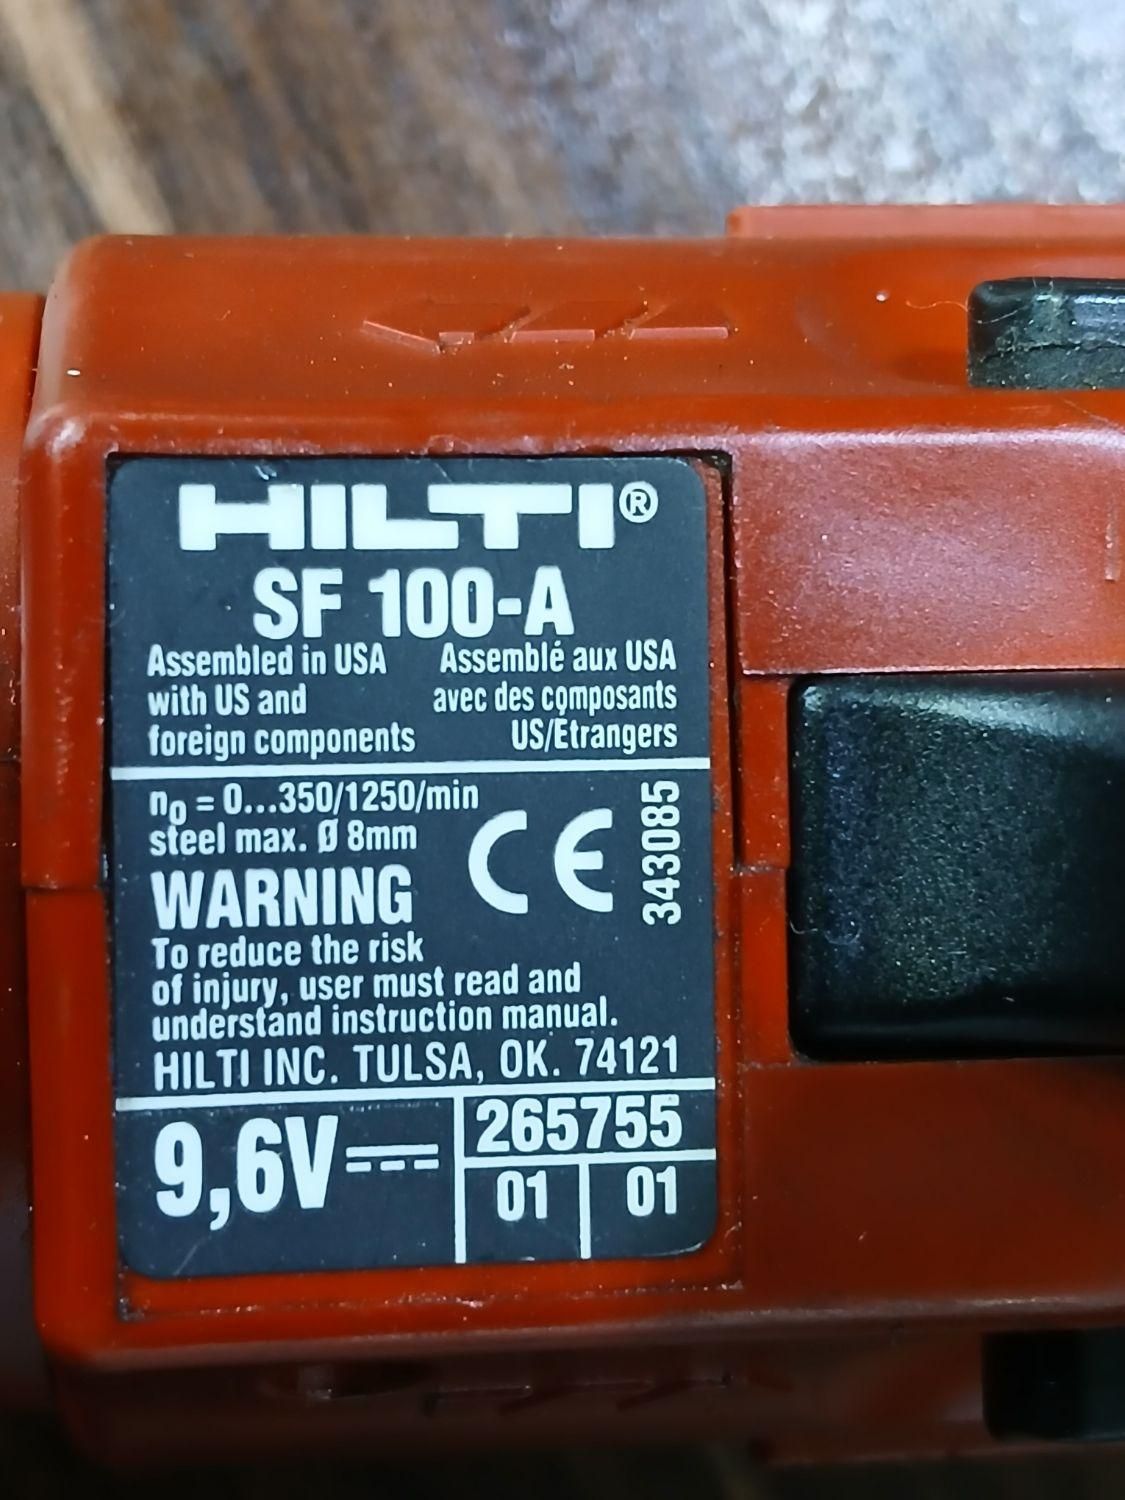 HILTI®
SF 100-A
Assembled in USA
with US and
foreign components
Assemblé aux USA
avec des composants
US/Étrangers
n₀ = 0...350/1250/min
steel max. Ø 8mm
CE
343085
WARNING
To reduce the risk
of injury, user must read and
understand instruction manual.
HILTI INC. TULSA, OK. 74121
9,6V
265755
01 01